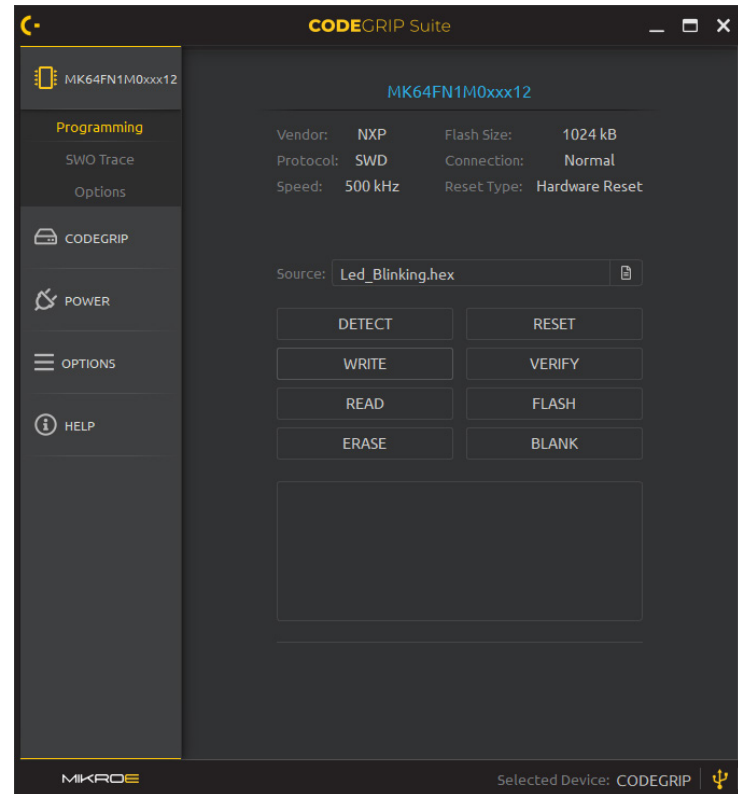 CODEGRIP Suite
MK64FN1M0xxx12
Programming
SWO Trace
Options
CODEGRIP
POWER
OPTIONS
HELP
MK64FN1M0xxx12
Vendor: NXP Flash Size: 1024 kB
Protocol: SWD Connection: Normal
Speed: 500 kHz Reset Type: Hardware Reset
Source: Led_Blinking.hex
DETECT RESET
WRITE VERIFY
READ FLASH
ERASE BLANK
MIKROE Selected Device: CODEGRIP